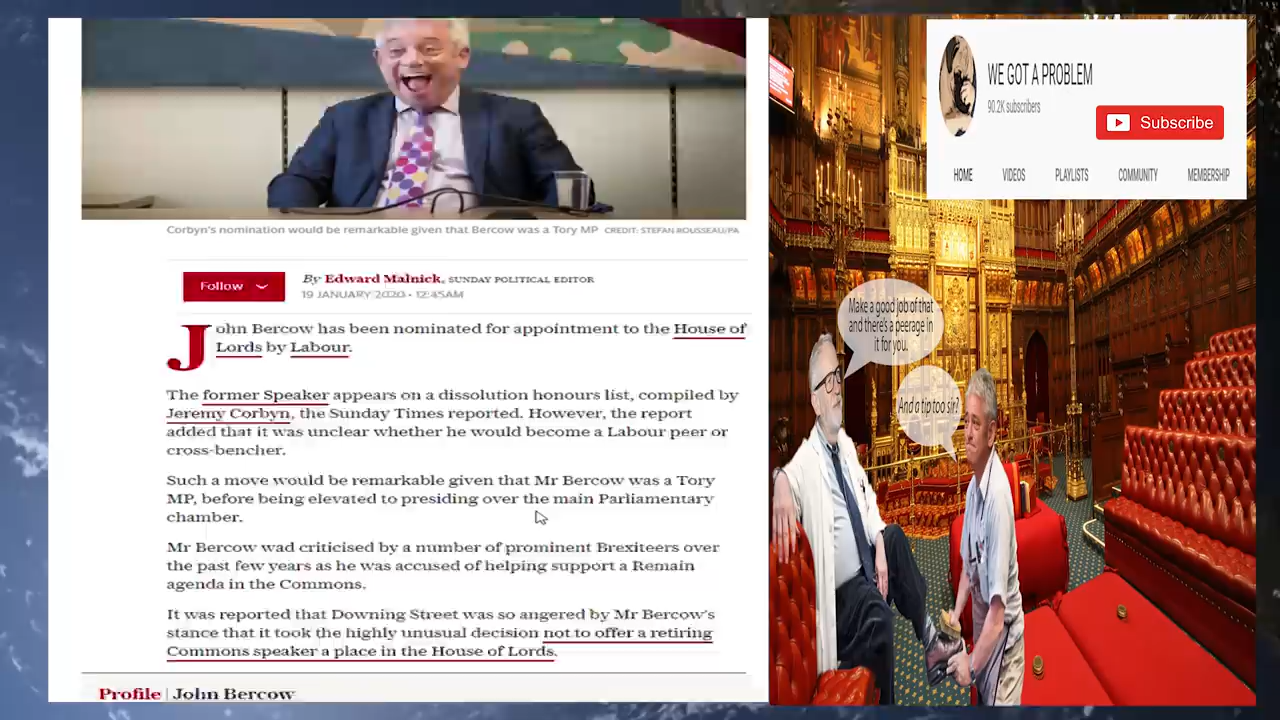 Corbyn's nomination would be remarkable given that Bercow was a Tory MP CREDIT: STEFAN ROUSSEAU/PA
Follow
By Edward Malnick, SUNDAY POLITICAL EDITOR
19 JANUARY 2020 • 12:45AM
John Bercow has been nominated for appointment to the House of
Lords by Labour.
The former Speaker appears on a dissolution honours list, compiled by
Jeremy Corbyn, the Sunday Times reported. However, the report
added that it was unclear whether he would become a Labour peer or
cross-bencher.
Such a move would be remarkable given that Mr Bercow was a Tory
MP, before being elevated to presiding over the main Parliamentary
chamber.
Mr Bercow wad criticised by a number of prominent Brexiteers over
the past few years as he was accused of helping support a Remain
agenda in the Commons.
It was reported that Downing Street was so angered by Mr Bercow's
stance that it took the highly unusual decision not to offer a retiring
Commons speaker a place in the House of Lords.
Profile | John Bercow
WE GOT A PROBLEM
90.2K subscribers
Subscribe
HOME VIDEOS PLAYLISTS COMMUNITY MEMBERSHIP
Make a good job of that
and there's a peerage in
it for you.
And a tip too sir?